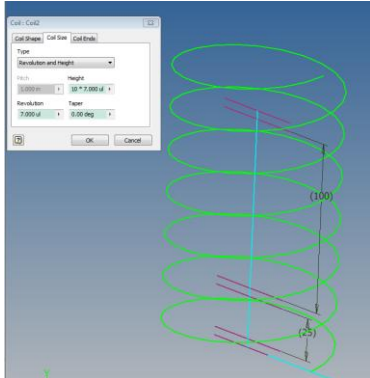 Coil : Coil2
Coil Shape Coil Size Coil Ends
Type
Revolution and Height
Pitch Height
1.000 m 10 * 7.000 ul
Revolution Taper
7.000 ul 0.00 deg
OK Cancel
(100)
(25)
Y